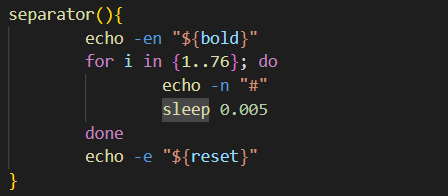 separator(){
        echo -en "${bold}"
        for i in {1..76}; do
                echo -n "#"
                sleep 0.005
        done
        echo -e "${reset}"
}